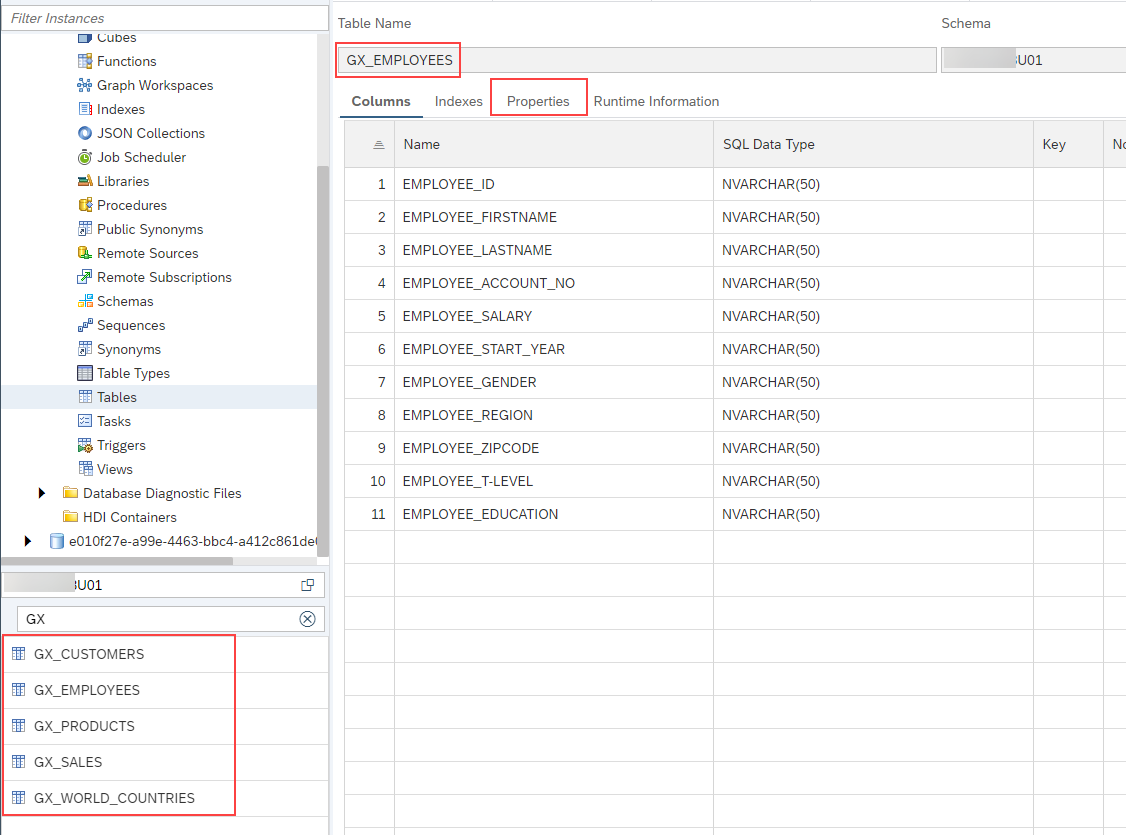 Filter Instances
Cubes
Functions
Graph Workspaces
Indexes
JSON Collections
Job Scheduler
Libraries
Procedures
Public Synonyms
Remote Sources
Remote Subscriptions
Schemas
Sequences
Synonyms
Table Types
Tables
Tasks
Triggers
Views
Database Diagnostic Files
HDI Containers
e010f27e-a99e-4463-bbc4-a412c861de
U01
GX
GX_CUSTOMERS
GX_EMPLOYEES
GX_PRODUCTS
GX_SALES
GX_WORLD_COUNTRIES
Table Name Schema
GX_EMPLOYEES U01
Columns Indexes Properties Runtime Information
Name SQL Data Type Key
1 EMPLOYEE_ID NVARCHAR(50)
2 EMPLOYEE_FIRSTNAME NVARCHAR(50)
3 EMPLOYEE_LASTNAME NVARCHAR(50)
4 EMPLOYEE_ACCOUNT_NO NVARCHAR(50)
5 EMPLOYEE_SALARY NVARCHAR(50)
6 EMPLOYEE_START_YEAR NVARCHAR(50)
7 EMPLOYEE_GENDER NVARCHAR(50)
8 EMPLOYEE_REGION NVARCHAR(50)
9 EMPLOYEE_ZIPCODE NVARCHAR(50)
10 EMPLOYEE_T-LEVEL NVARCHAR(50)
11 EMPLOYEE_EDUCATION NVARCHAR(50)